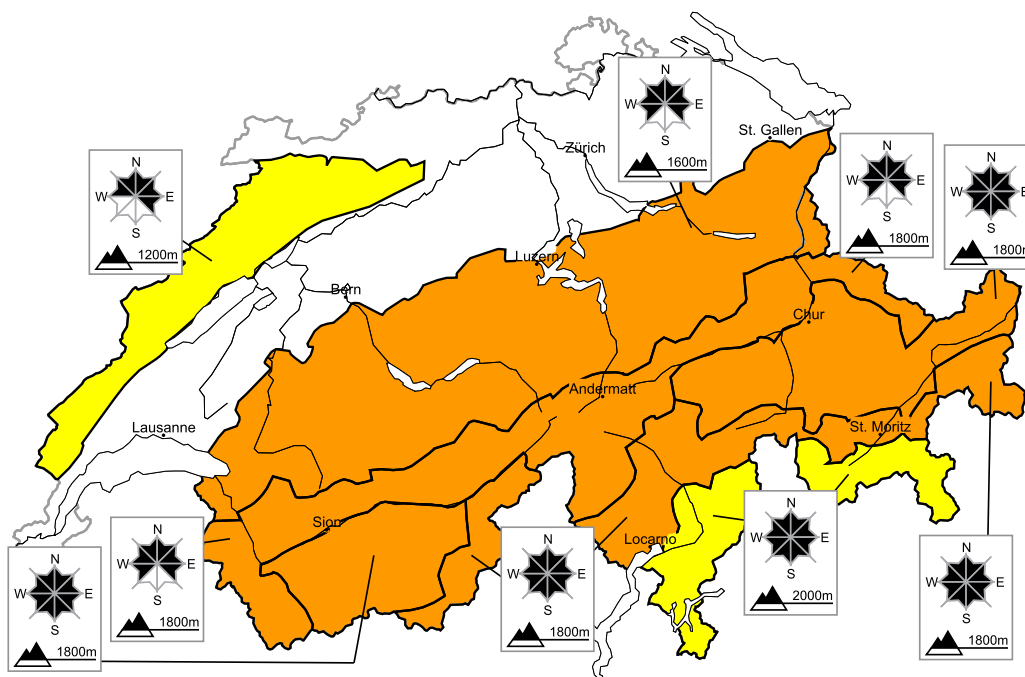 N
W E
S
1600m
St. Gallen
Zürich
N
W E
S
1800m
N
W E
S
1800m
N
W E
S
1200m
Luzern
Bern
Chur
Andermatt
Lausanne
St. Moritz
Sion
Locarno
N
W E
S
2000m
N
W E
S
1800m
N
W E
S
1800m
N
W E
S
1800m
N
W E
S
1800m